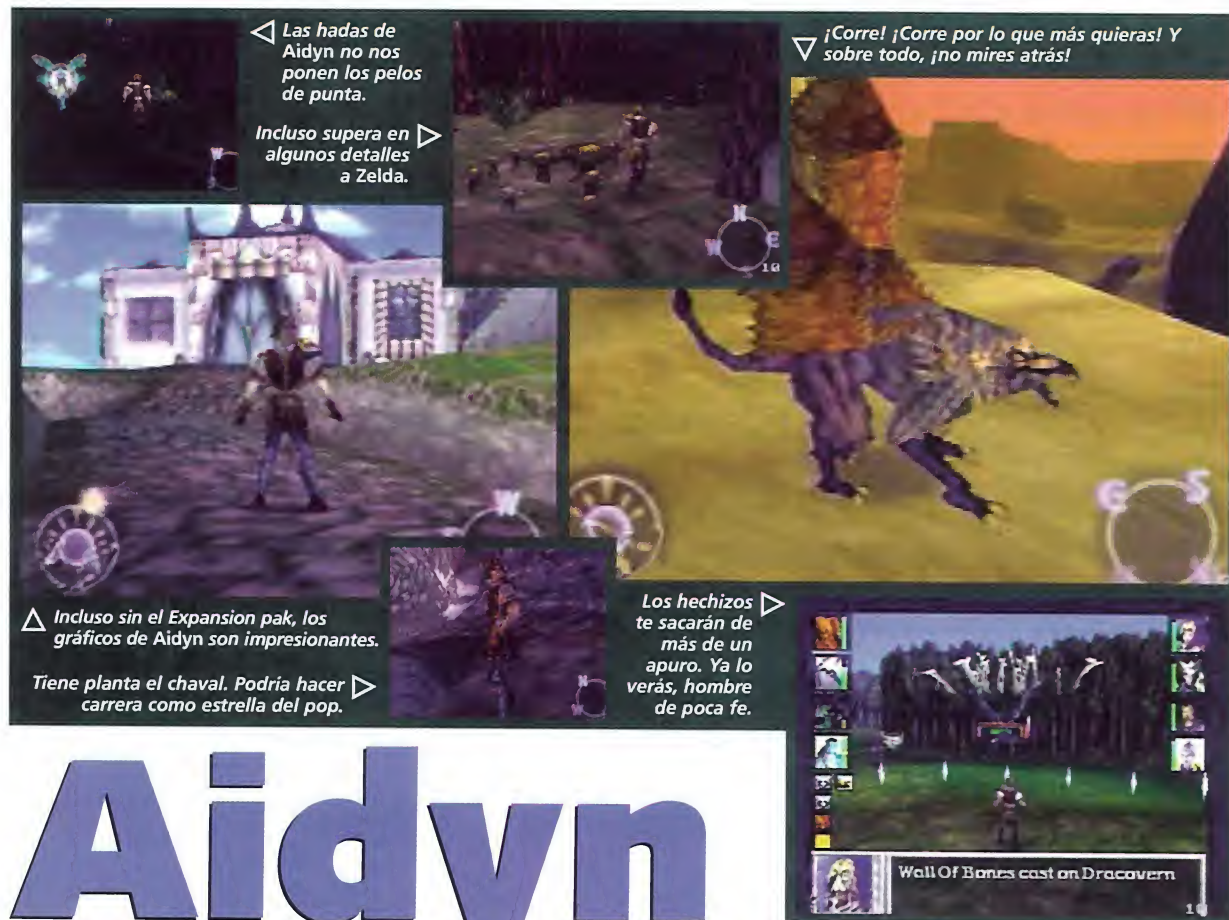 Las hadas de
Aidyn no nos
ponen los pelos
de punta.
Incluso supera en
algunos detalles
a Zelda.
¡Corre! ¡Corre por lo que más quieras! Y
sobre todo, ¡no mires atrás!
W
N
W
E
10
W
G
S
Incluso sin el Expansion pak, los
gráficos de Aidyn son impresionantes.
Tiene planta el chaval. Podría hacer
carrera como estrella del pop.
Los hechizos
te sacarán de
más de un
apuro. Ya lo
verás, hombre
de poca fe.
Wall Of Bones cast on Dracovern
10
Aidyn